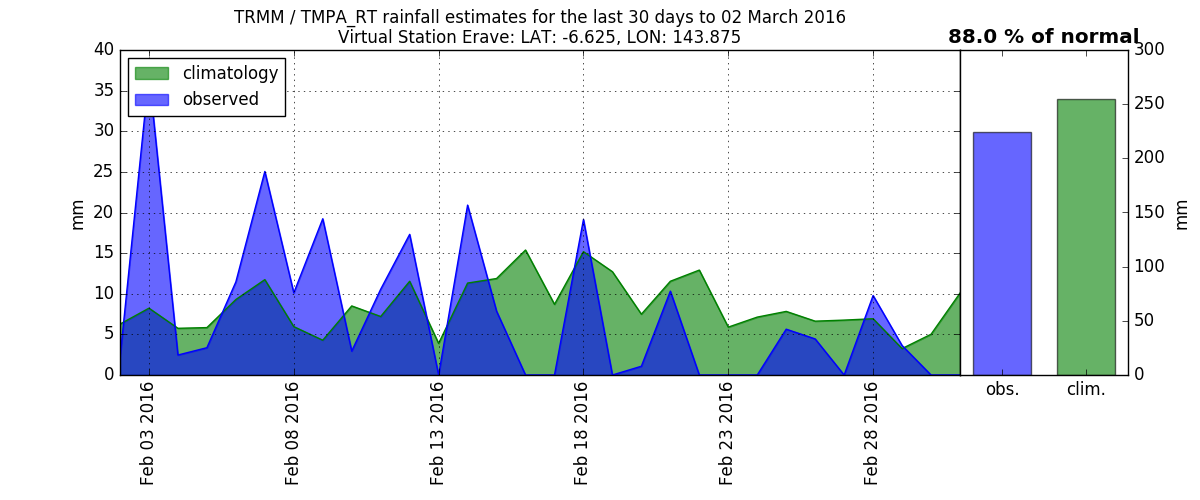 TRMM / TMPA_RT rainfall estimates for the last 30 days to 02 March 2016
Virtual Station Erave: LAT: -6.625, LON: 143.875
88.0 % of normal
climatology
observed
40
35
30
25
20
15
10
5
0
mm
Feb 03 2016
Feb 08 2016
Feb 13 2016
Feb 18 2016
Feb 23 2016
Feb 28 2016
obs.
clim.
300
250
200
150
100
50
0
mm